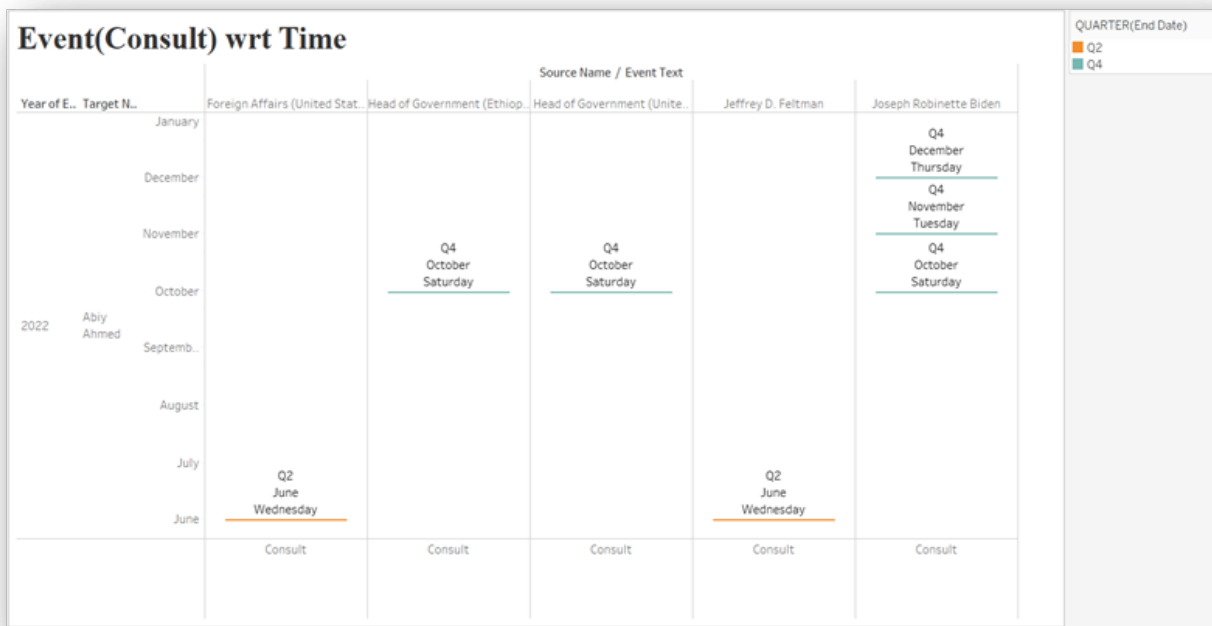 Event(Consult) wrt Time
QUARTER(End Date)
Q2
Q4
Source Name / Event Text
Year of E.. Target N.. Foreign Affairs (United Stat.. Head of Government (Ethiop.. Head of Government (Unite.. Jeffrey D. Feltman Joseph Robinette Biden
January
Q4
December
Thursday
December
Q4
November
Tuesday
November
Q4 Q4 Q4
October October October
Saturday Saturday Saturday
October
2022 Abiy
Ahmed
Septemb..
August
July
Q2 Q2
June June
Wednesday Wednesday
June
Consult Consult Consult Consult Consult